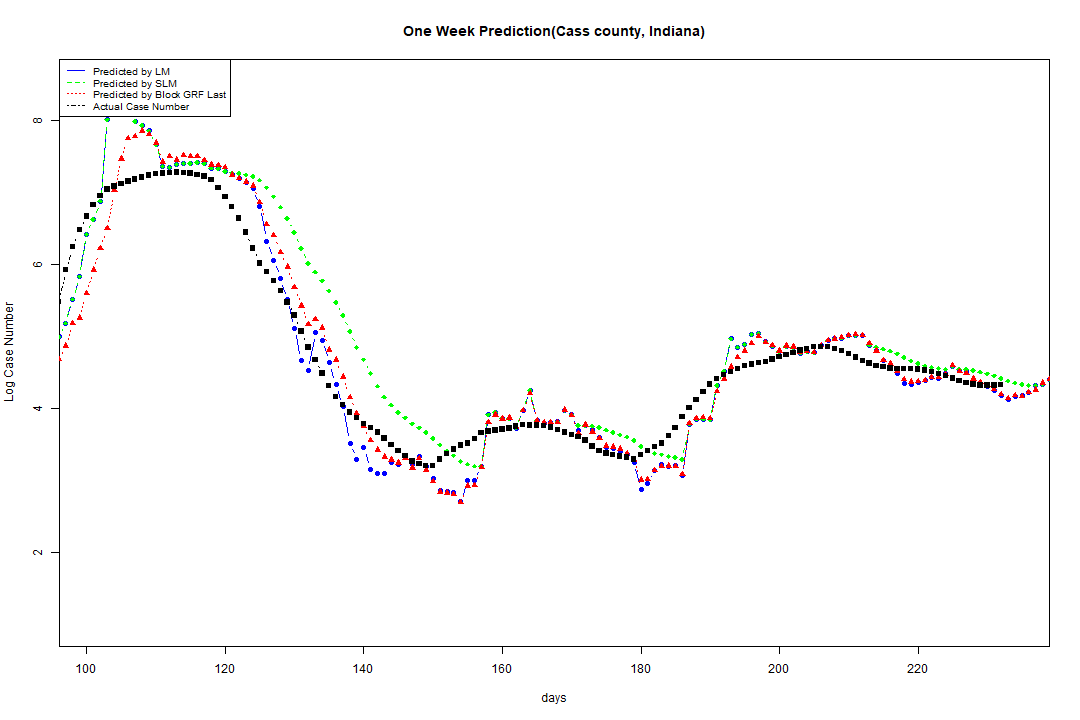 One Week Prediction(Cass county, Indiana)
Predicted by LM
Predicted by SLM
Predicted by Block GRF Last
Actual Case Number
8
6
4
2
Log Case Number
100 120 140 160 180 200 220
days